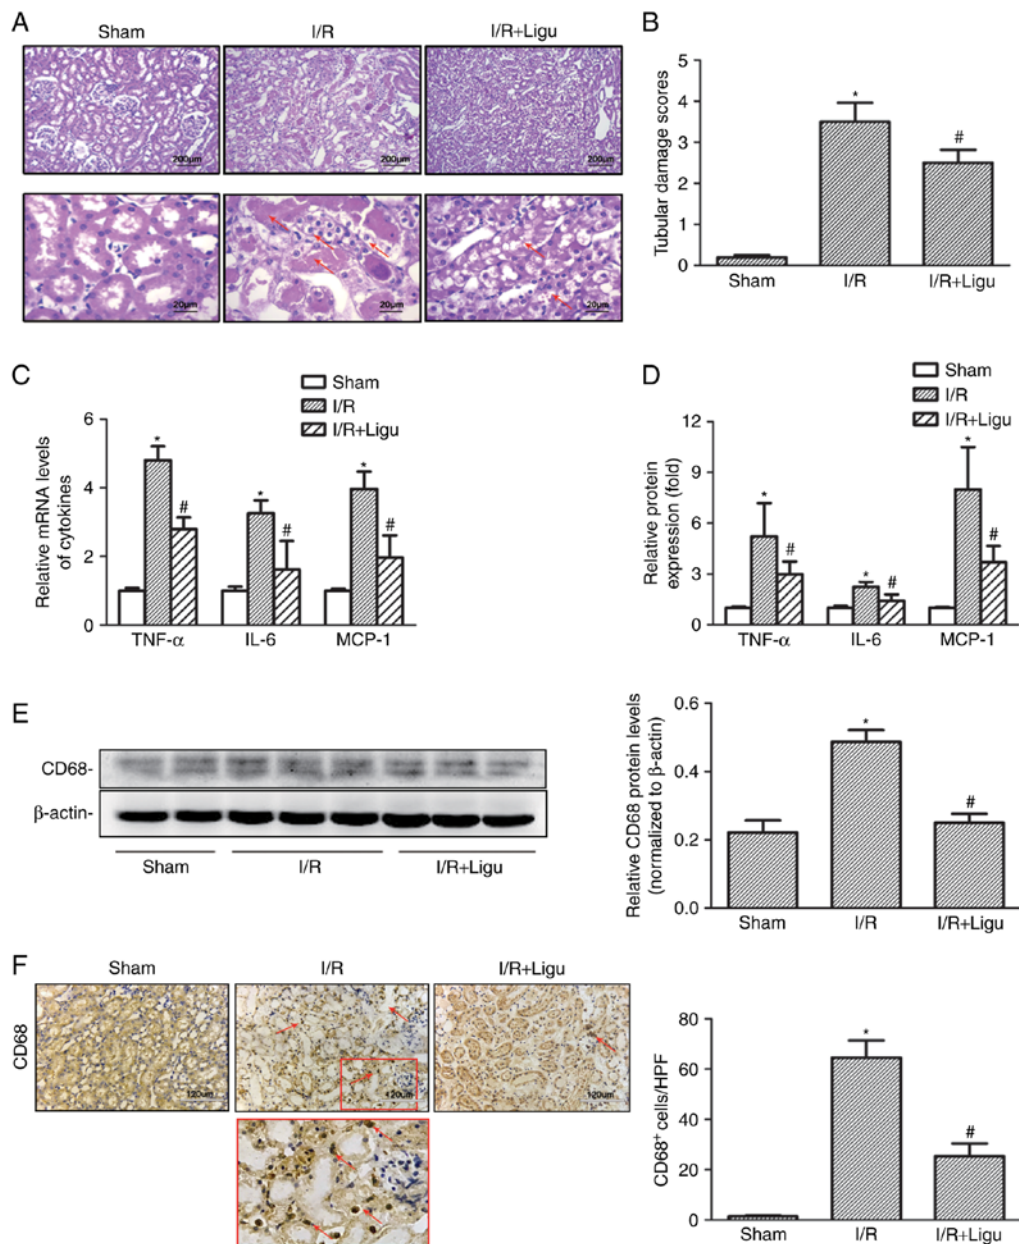 A
Sham
I/R
I/R+Ligu
200μm
200μm
200μm
20μm
20μm
20μm
B
Tubular damage scores
5
4
3
2
1
0
*
#
Sham
I/R
I/R+Ligu
C
Sham
I/R
I/R+Ligu
Relative mRNA levels
of cytokines
6
4
2
0
*
#
*
#
*
#
TNF-α
IL-6
MCP-1
D
Sham
I/R
I/R+Ligu
Relative protein
expression (fold)
12
9
6
3
0
*
#
*
#
*
#
TNF-α
IL-6
MCP-1
E
CD68-
β-actin-
Sham
I/R
I/R+Ligu
Relative CD68 protein levels
(normalized to β-actin)
0.6
0.4
0.2
0.0
*
#
Sham
I/R
I/R+Ligu
F
Sham
I/R
I/R+Ligu
CD68
120um
120um
120um
CD68⁺ cells/HPF
80
60
40
20
0
*
#
Sham
I/R
I/R+Ligu